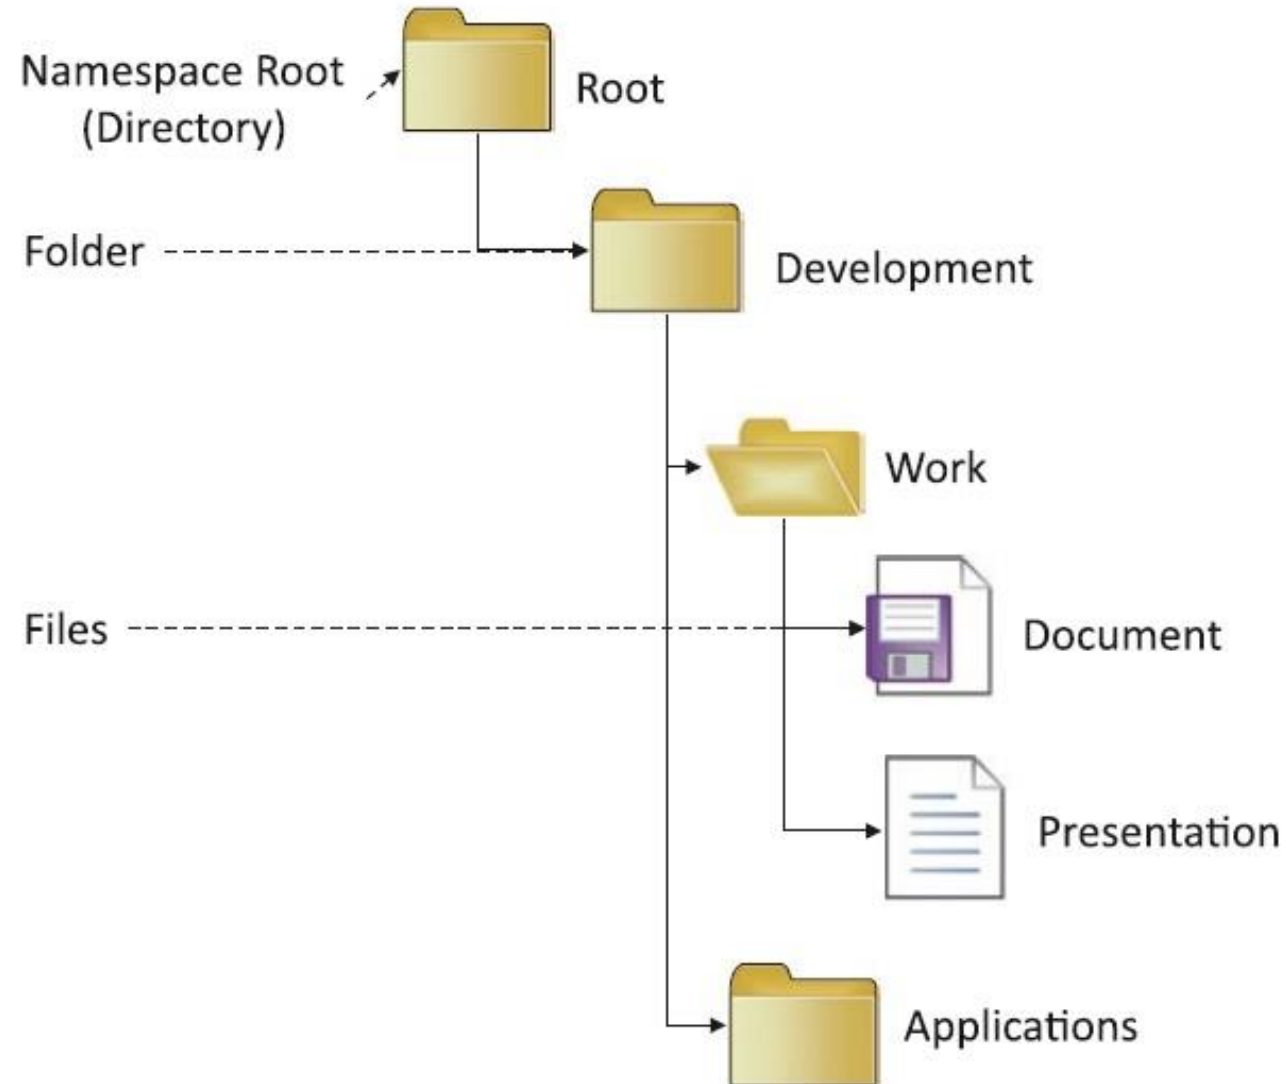 Namespace Root
(Directory)
Root
Folder
Development
Work
Files
Document
Presentation
Applications